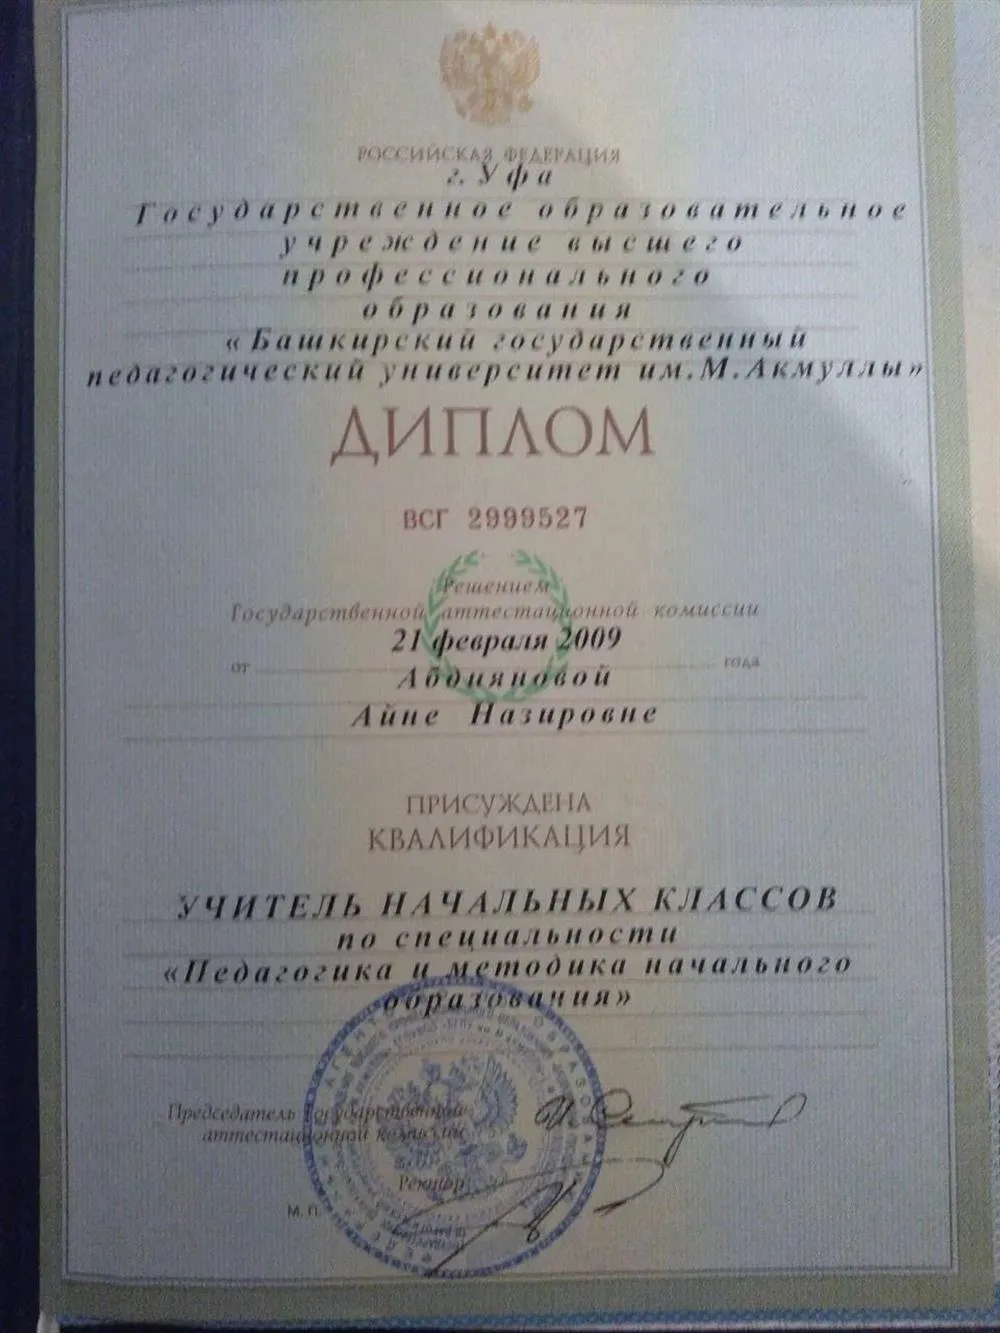 РОССИЙСКАЯ ФЕДЕРАЦИЯ
г. Уфа
Государственное образовательное
учреждение высшего
профессионального
образования
«Башкирский государственный
педагогический университет им.М.Акмуллы»
ДИПЛОМ
ВСГ 2999527
Решением
Государственной аттестационной комиссии
21 февраля 2009
от года
Абдияновой
Айне Назировне
ПРИСУЖДЕНА
КВАЛИФИКАЦИЯ
УЧИТЕЛЬ НАЧАЛЬНЫХ КЛАССОВ
по специальности
«Педагогика и методика начального
образования»
Председатель Государственной
аттестационной комиссии
Ректор
М. П.